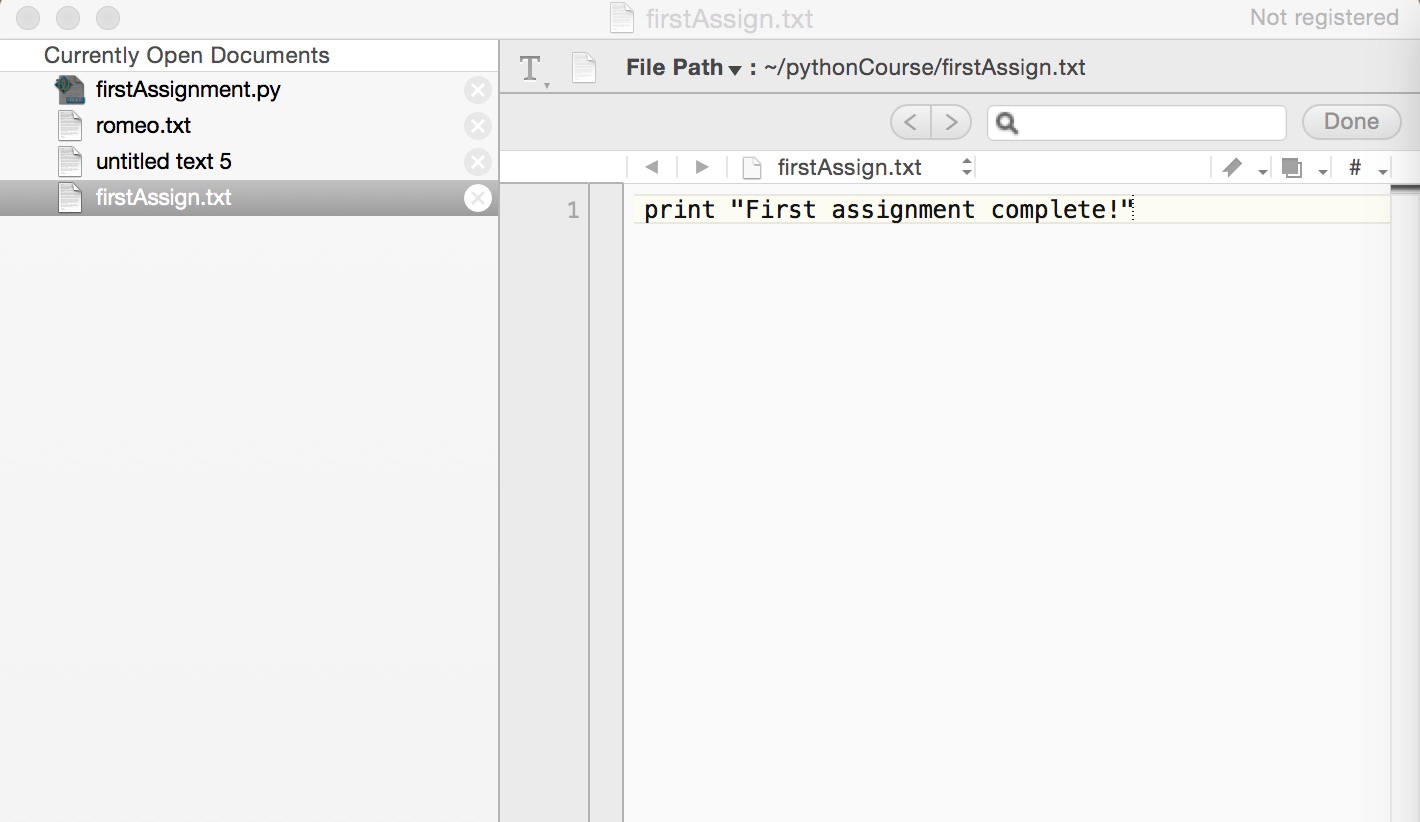 firstAssign.txt
Not registered
Currently Open Documents
firstAssignment.py
romeo.txt
untitled text 5
firstAssign.txt
T
File Path ▾ : ~/pythonCourse/firstAssign.txt
Done
firstAssign.txt
#
1 print "First assignment complete!"